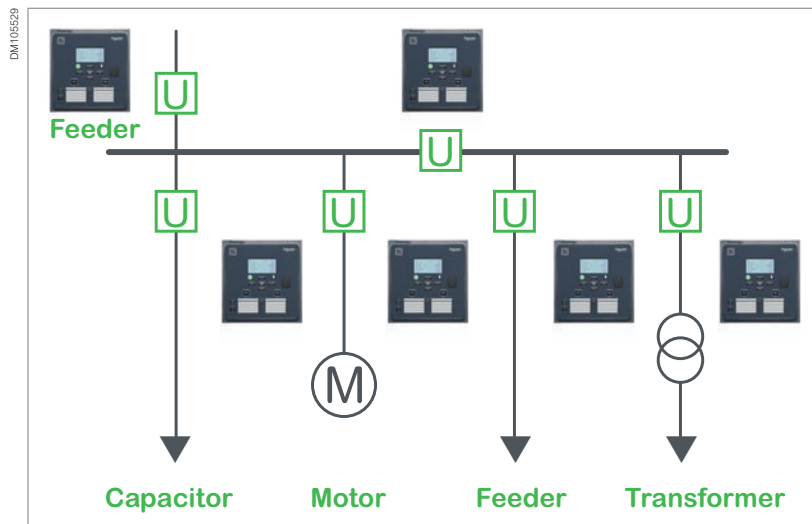 DM105529
U
Feeder
U
U
U
U
U
M
Capacitor
Motor
Feeder
Transformer